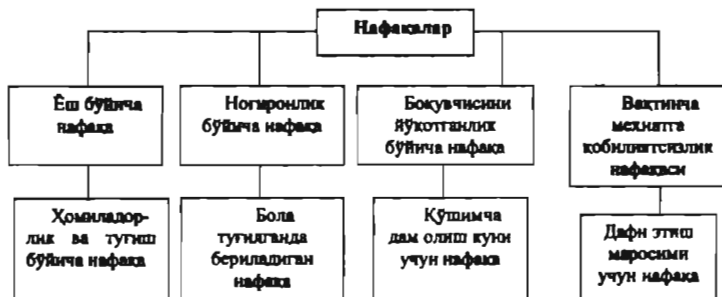 Нафақалар
Ёш бўйича
нафақа
Ногиронлик
бўйича нафақа
Боқувчисини
йўқотганлик
бўйича нафақа
Вақтинча
меҳнатга
қобилиятсизлик
нафақаси
Ҳомиладор-
лик ва туғиш
бўйича нафақа
Бола
туғилганда
бериладиган
нафақа
Қўшимча
дам олиш куни
учун нафақа
Дафн этиш
маросими
учун нафақа